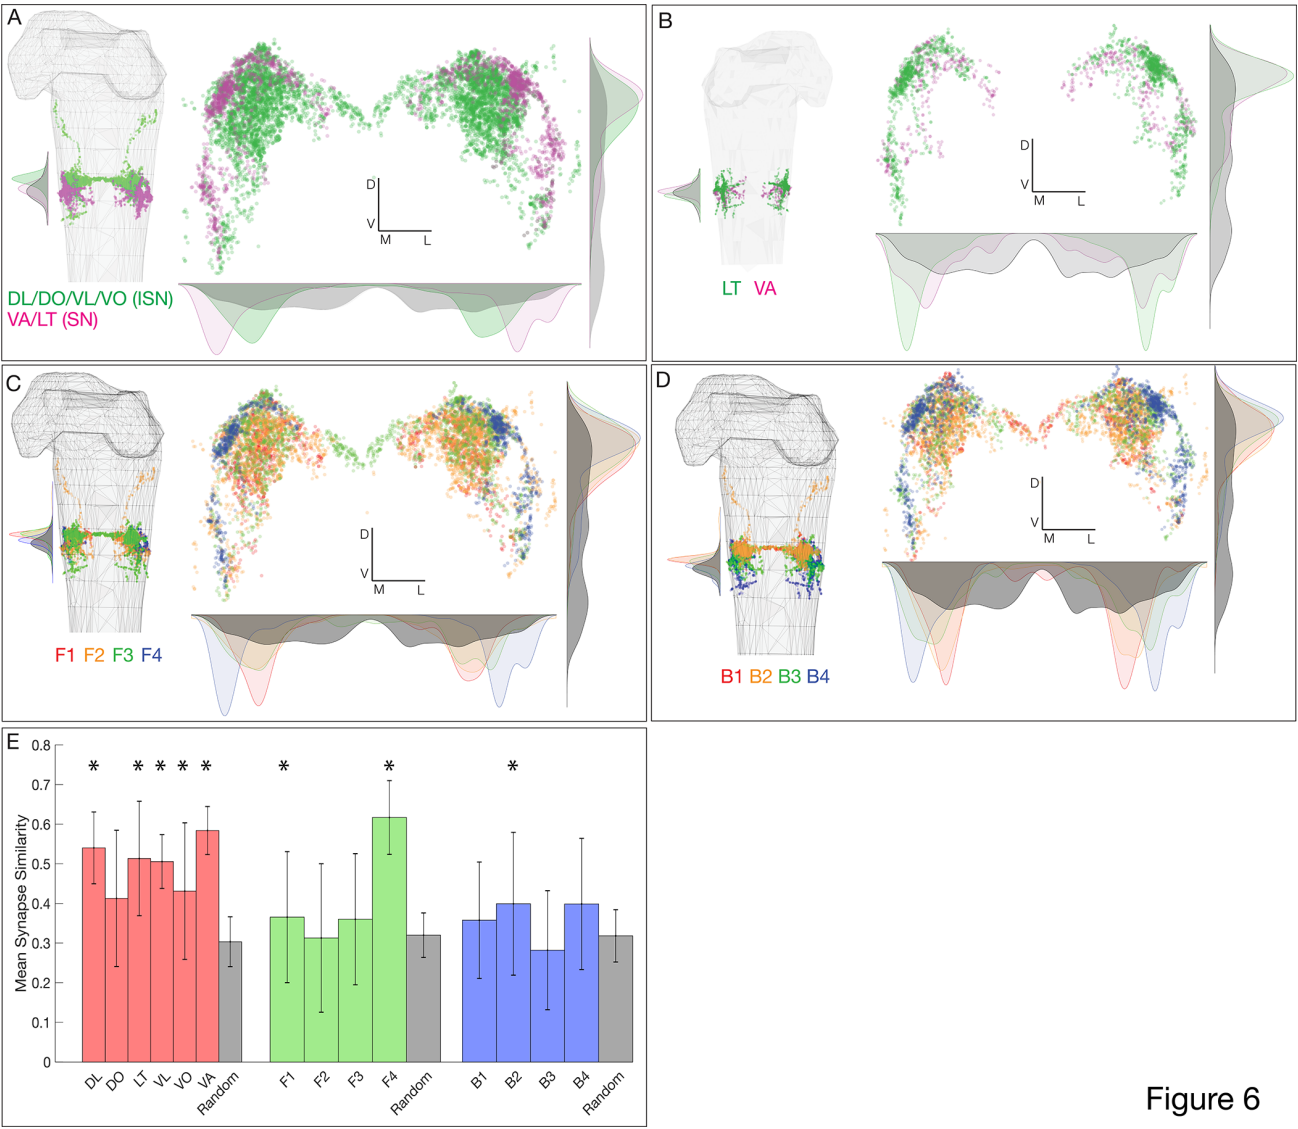 A
D
V
M L
DL/DO/VL/VO (ISN)
VA/LT (SN)
B
D
V
M L
LT VA
C
D
V
M L
F1 F2 F3 F4
D
D
V
M L
B1 B2 B3 B4
E
Mean Synapse Similarity
0.8
0.7
0.6
0.5
0.4
0.3
0.2
0.1
0
* * * * * * * *
DL DO LT VL VO VA Random F1 F2 F3 F4 Random B1 B2 B3 B4 Random
Figure 6